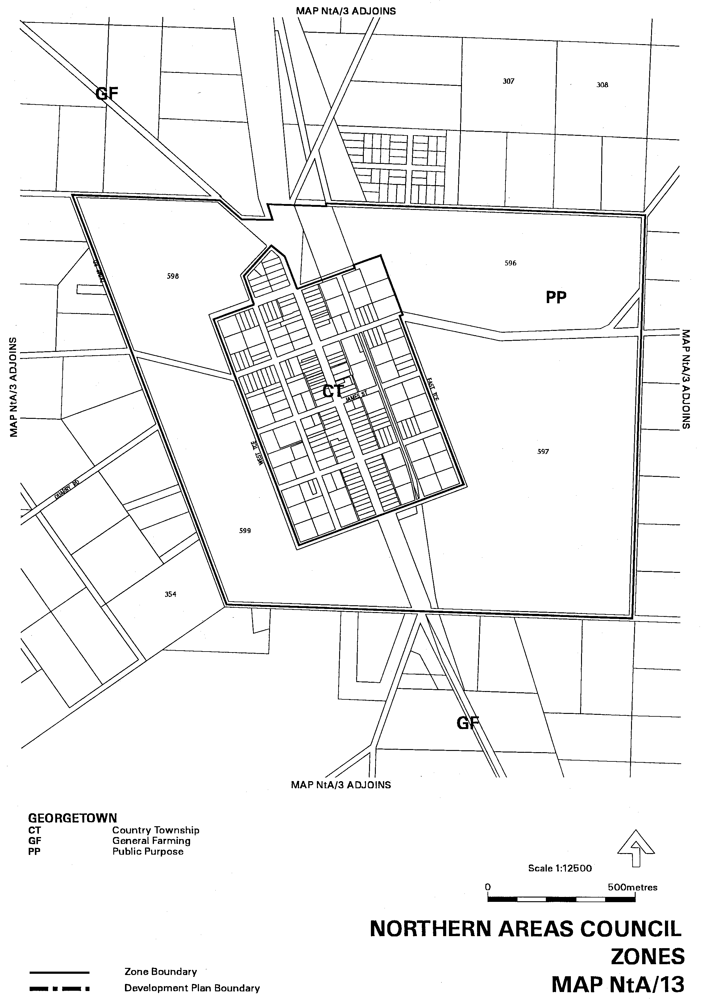 MAP NtA/3 ADJOINS
307
308
GF
596
598
PP
MAP NtA/3 ADJOINS
MAP NtA/3 ADJOINS
CT
JAMES ST
EAST TCE
WEST TCE
597
QUARRY RD
599
354
GF
MAP NtA/3 ADJOINS
GEORGETOWN
CT Country Township
GF General Farming
PP Public Purpose
Scale 1:12500
0 500metres
NORTHERN AREAS COUNCIL
ZONES
MAP NtA/13
Zone Boundary
Development Plan Boundary